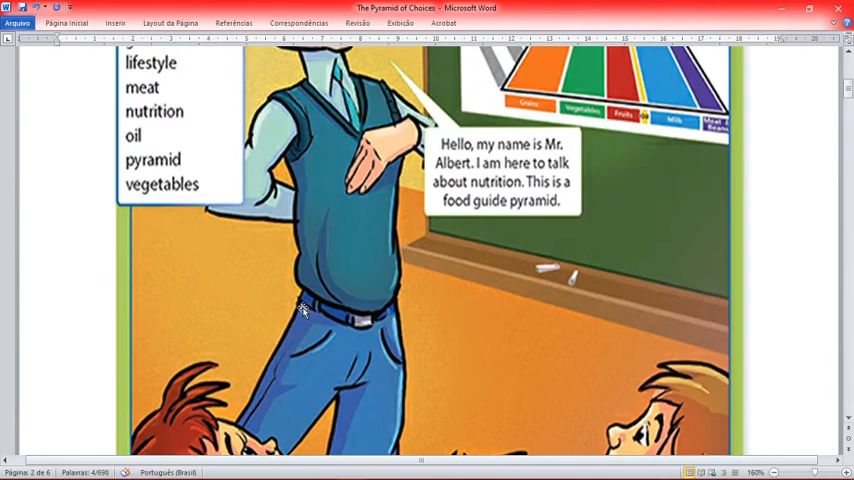 The Pyramid of Choices - Microsoft Word
Arquivo Página Inicial Inserir Layout da Página Referências Correspondências Revisão Exibição Acrobat
lifestyle
meat
nutrition
oil
pyramid
vegetables
Grains Vegetables Fruits Milk Meat & Beans
Hello, my name is Mr.
Albert. I am here to talk
about nutrition. This is a
food guide pyramid.
Página: 2 de 6 Palavras: 4/698 Português (Brasil) 160%